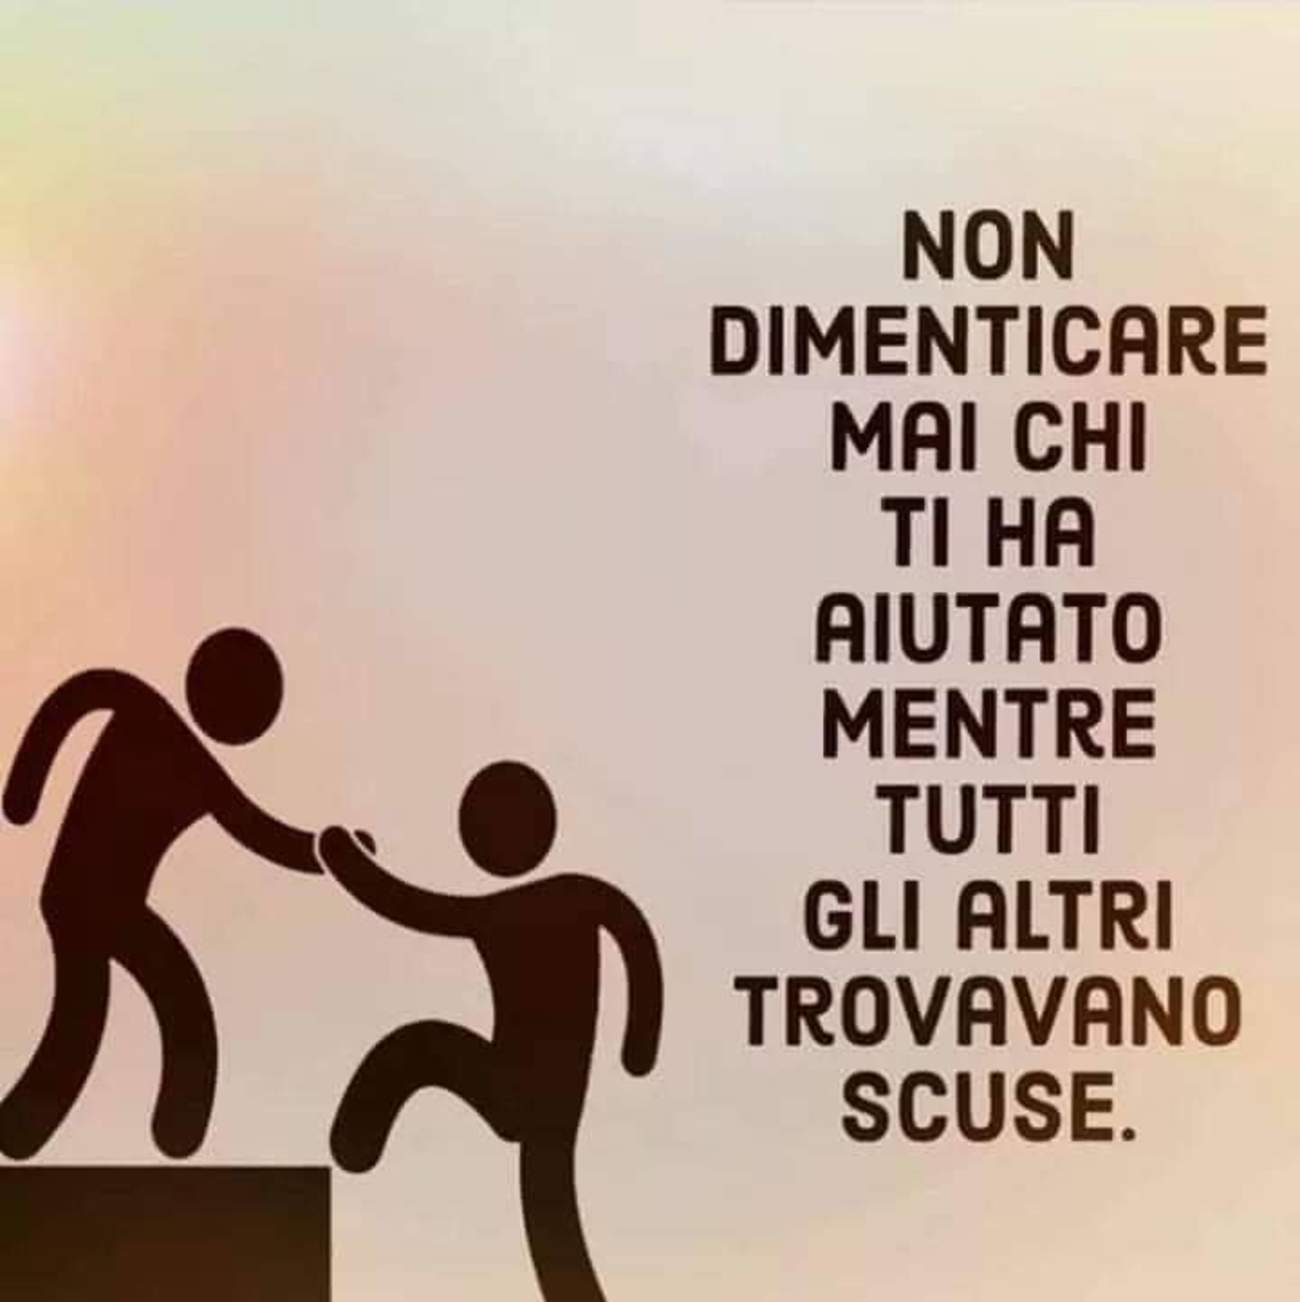 NON
DIMENTICARE
MAI CHI
TI HA
AIUTATO
MENTRE
TUTTI
GLI ALTRI
TROVAVANO
SCUSE.